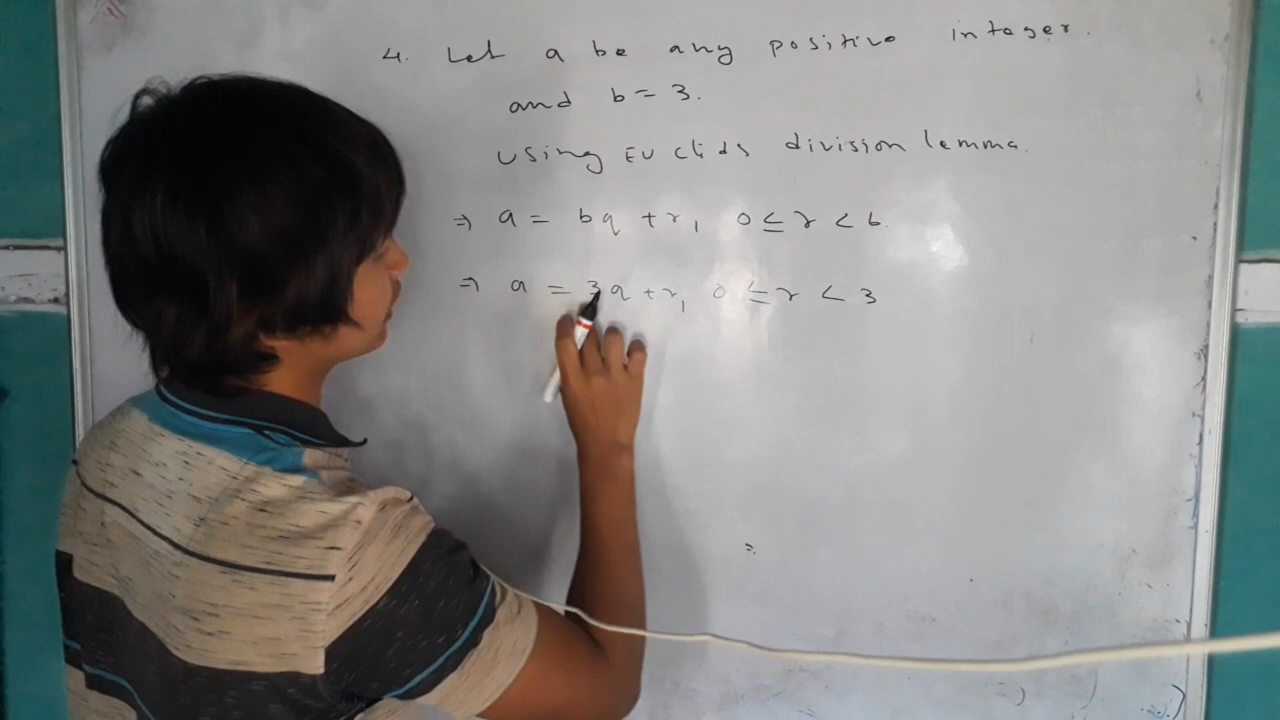 4. Let a be any positive integer.
and b = 3.
Using Euclids division lemma.
⇒ a = bq + r, 0 ≤ r < b.
⇒ a = 3q + r, 0 ≤ r < 3